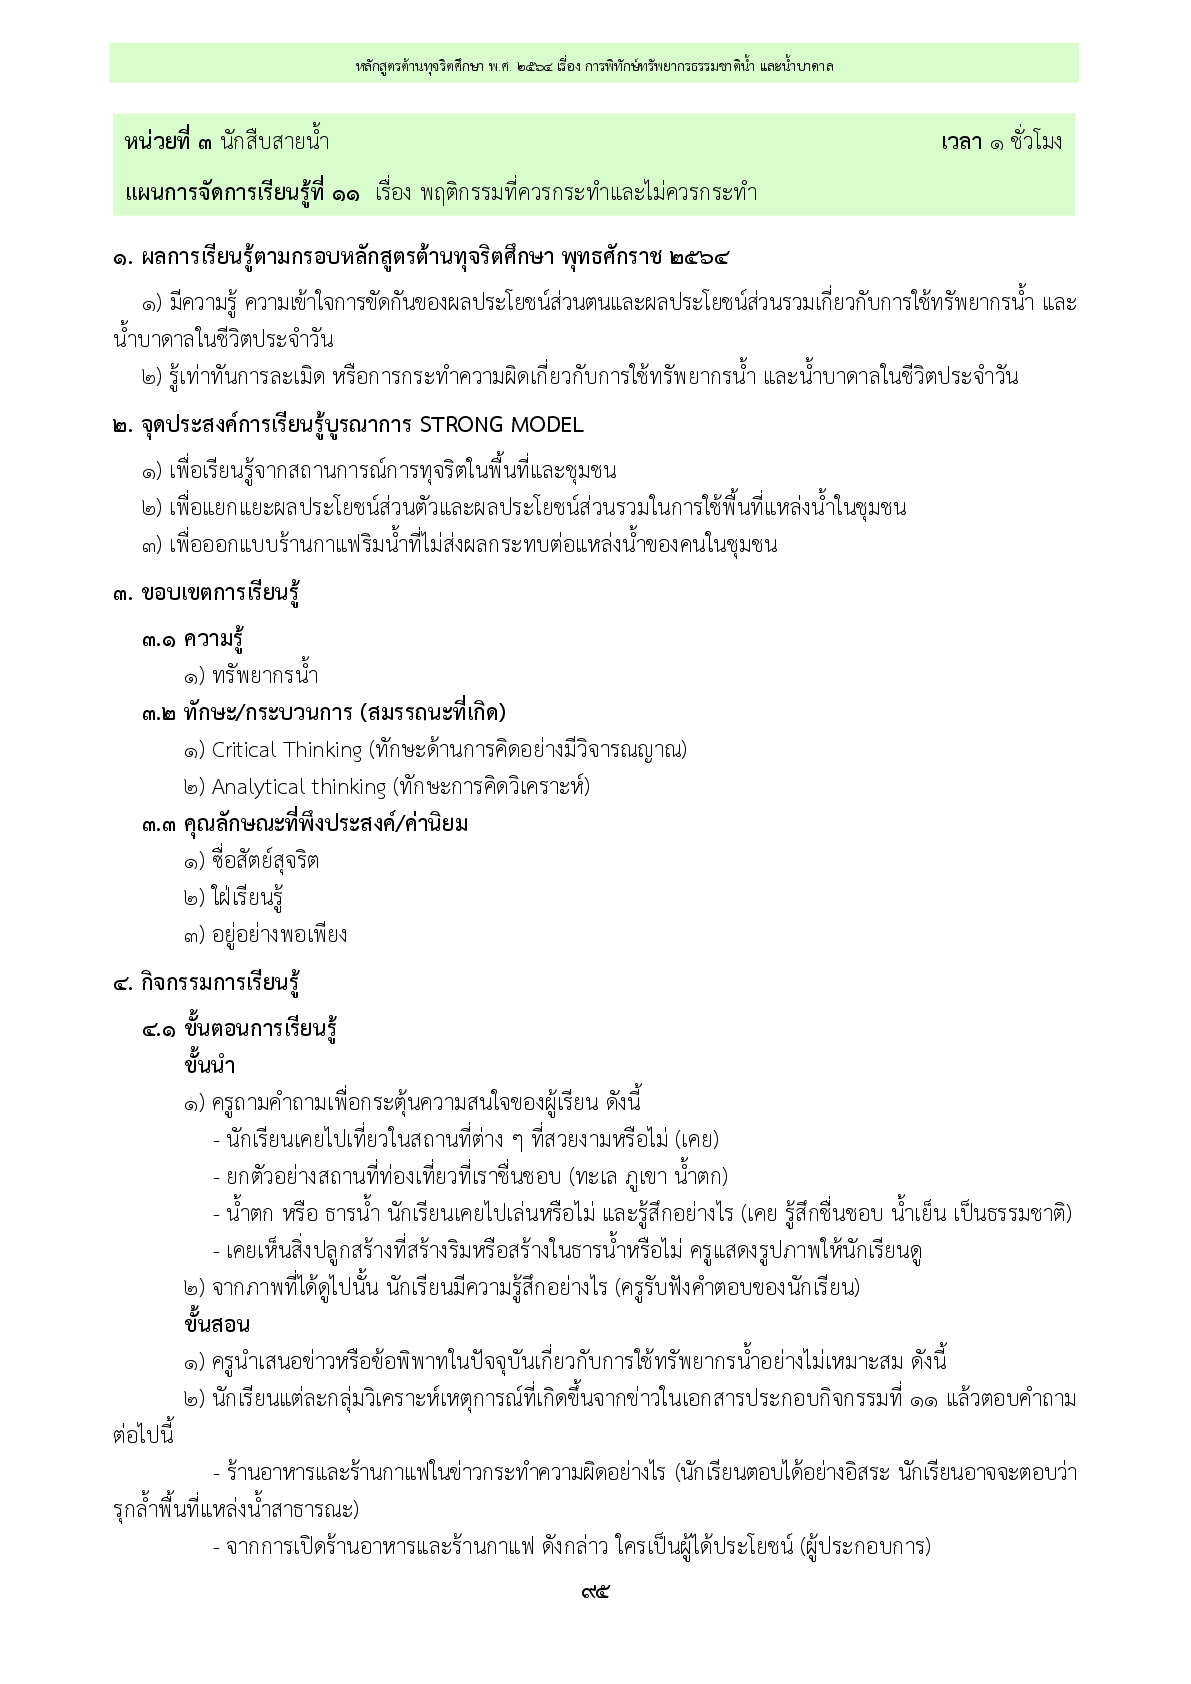 หลักสูตรต้านทุจริตศึกษา พ.ศ. ๒๕๖๔ เรื่อง การพิทักษ์ทรัพยากรธรรมชาติน้ำ และน้ำบาดาล
หน่วยที่ ๓ นักสืบสายน้ำ เวลา ๑ ชั่วโมง
แผนการจัดการเรียนรู้ที่ ๑๑ เรื่อง พฤติกรรมที่ควรกระทำและไม่ควรกระทำ
๑. ผลการเรียนรู้ตามกรอบหลักสูตรต้านทุจริตศึกษา พุทธศักราช ๒๕๖๔
๑) มีความรู้ ความเข้าใจการขัดกันของผลประโยชน์ส่วนตนและผลประโยชน์ส่วนรวมเกี่ยวกับการใช้ทรัพยากรน้ำ และ
น้ำบาดาลในชีวิตประจำวัน
๒) รู้เท่าทันการละเมิด หรือการกระทำความผิดเกี่ยวกับการใช้ทรัพยากรน้ำ และน้ำบาดาลในชีวิตประจำวัน
๒. จุดประสงค์การเรียนรู้บูรณาการ STRONG MODEL
๑) เพื่อเรียนรู้จากสถานการณ์การทุจริตในพื้นที่และชุมชน
๒) เพื่อแยกแยะผลประโยชน์ส่วนตัวและผลประโยชน์ส่วนรวมในการใช้พื้นที่แหล่งน้ำในชุมชน
๓) เพื่อออกแบบร้านกาแฟริมน้ำที่ไม่ส่งผลกระทบต่อแหล่งน้ำของคนในชุมชน
๓. ขอบเขตการเรียนรู้
๓.๑ ความรู้
๑) ทรัพยากรน้ำ
๓.๒ ทักษะ/กระบวนการ (สมรรถนะที่เกิด)
๑) Critical Thinking (ทักษะด้านการคิดอย่างมีวิจารณญาณ)
๒) Analytical thinking (ทักษะการคิดวิเคราะห์)
๓.๓ คุณลักษณะที่พึงประสงค์/ค่านิยม
๑) ซื่อสัตย์สุจริต
๒) ใฝ่เรียนรู้
๓) อยู่อย่างพอเพียง
๔. กิจกรรมการเรียนรู้
๔.๑ ขั้นตอนการเรียนรู้
ขั้นนำ
๑) ครูถามคำถามเพื่อกระตุ้นความสนใจของผู้เรียน ดังนี้
- นักเรียนเคยไปเที่ยวในสถานที่ต่าง ๆ ที่สวยงามหรือไม่ (เคย)
- ยกตัวอย่างสถานที่ท่องเที่ยวที่เราชื่นชอบ (ทะเล ภูเขา น้ำตก)
- น้ำตก หรือ ธารน้ำ นักเรียนเคยไปเล่นหรือไม่ และรู้สึกอย่างไร (เคย รู้สึกชื่นชอบ น้ำเย็น เป็นธรรมชาติ)
- เคยเห็นสิ่งปลูกสร้างที่สร้างริมหรือสร้างในธารน้ำหรือไม่ ครูแสดงรูปภาพให้นักเรียนดู
๒) จากภาพที่ได้ดูไปนั้น นักเรียนมีความรู้สึกอย่างไร (ครูรับฟังคำตอบของนักเรียน)
ขั้นสอน
๑) ครูนำเสนอข่าวหรือข้อพิพาทในปัจจุบันเกี่ยวกับการใช้ทรัพยากรน้ำอย่างไม่เหมาะสม ดังนี้
๒) นักเรียนแต่ละกลุ่มวิเคราะห์เหตุการณ์ที่เกิดขึ้นจากข่าวในเอกสารประกอบกิจกรรมที่ ๑๑ แล้วตอบคำถาม
ต่อไปนี้
- ร้านอาหารและร้านกาแฟในข่าวกระทำความผิดอย่างไร (นักเรียนตอบได้อย่างอิสระ นักเรียนอาจจะตอบว่า
รุกล้ำพื้นที่แหล่งน้ำสาธารณะ)
- จากการเปิดร้านอาหารและร้านกาแฟ ดังกล่าว ใครเป็นผู้ได้ประโยชน์ (ผู้ประกอบการ)
๙๕